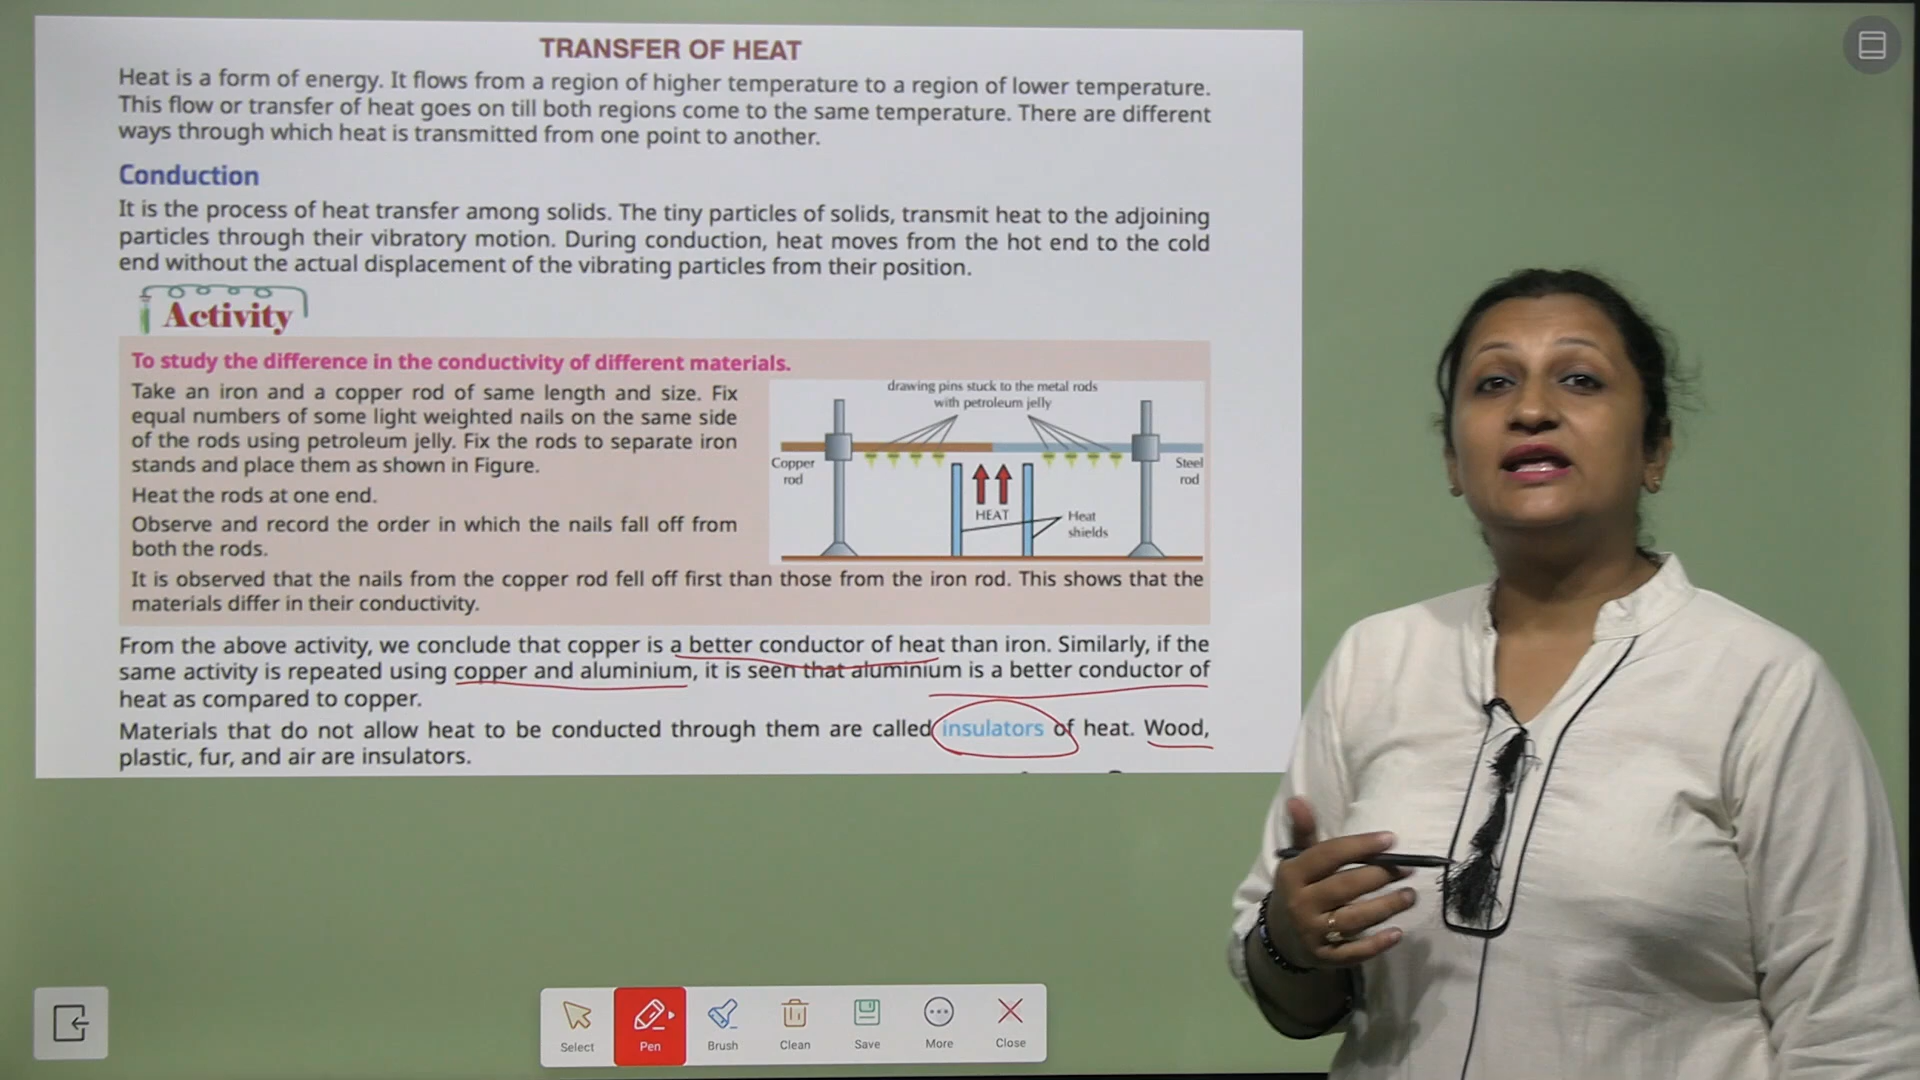 TRANSFER OF HEAT
Heat is a form of energy. It flows from a region of higher temperature to a region of lower temperature.
This flow or transfer of heat goes on till both regions come to the same temperature. There are different
ways through which heat is transmitted from one point to another.
Conduction
It is the process of heat transfer among solids. The tiny particles of solids, transmit heat to the adjoining
particles through their vibratory motion. During conduction, heat moves from the hot end to the cold
end without the actual displacement of the vibrating particles from their position.
Activity
To study the difference in the conductivity of different materials.
Take an iron and a copper rod of same length and size. Fix
equal numbers of some light weighted nails on the same side
of the rods using petroleum jelly. Fix the rods to separate iron
stands and place them as shown in Figure.
Heat the rods at one end.
Observe and record the order in which the nails fall off from
both the rods.
drawing pins stuck to the metal rods
with petroleum jelly
Copper
rod
Steel
rod
HEAT
Heat
shields
It is observed that the nails from the copper rod fell off first than those from the iron rod. This shows that the
materials differ in their conductivity.
From the above activity, we conclude that copper is a better conductor of heat than iron. Similarly, if the
same activity is repeated using copper and aluminium, it is seen that aluminium is a better conductor of
heat as compared to copper.
Materials that do not allow heat to be conducted through them are called insulators of heat. Wood,
plastic, fur, and air are insulators.
Select
Pen
Brush
Clean
Save
More
Close